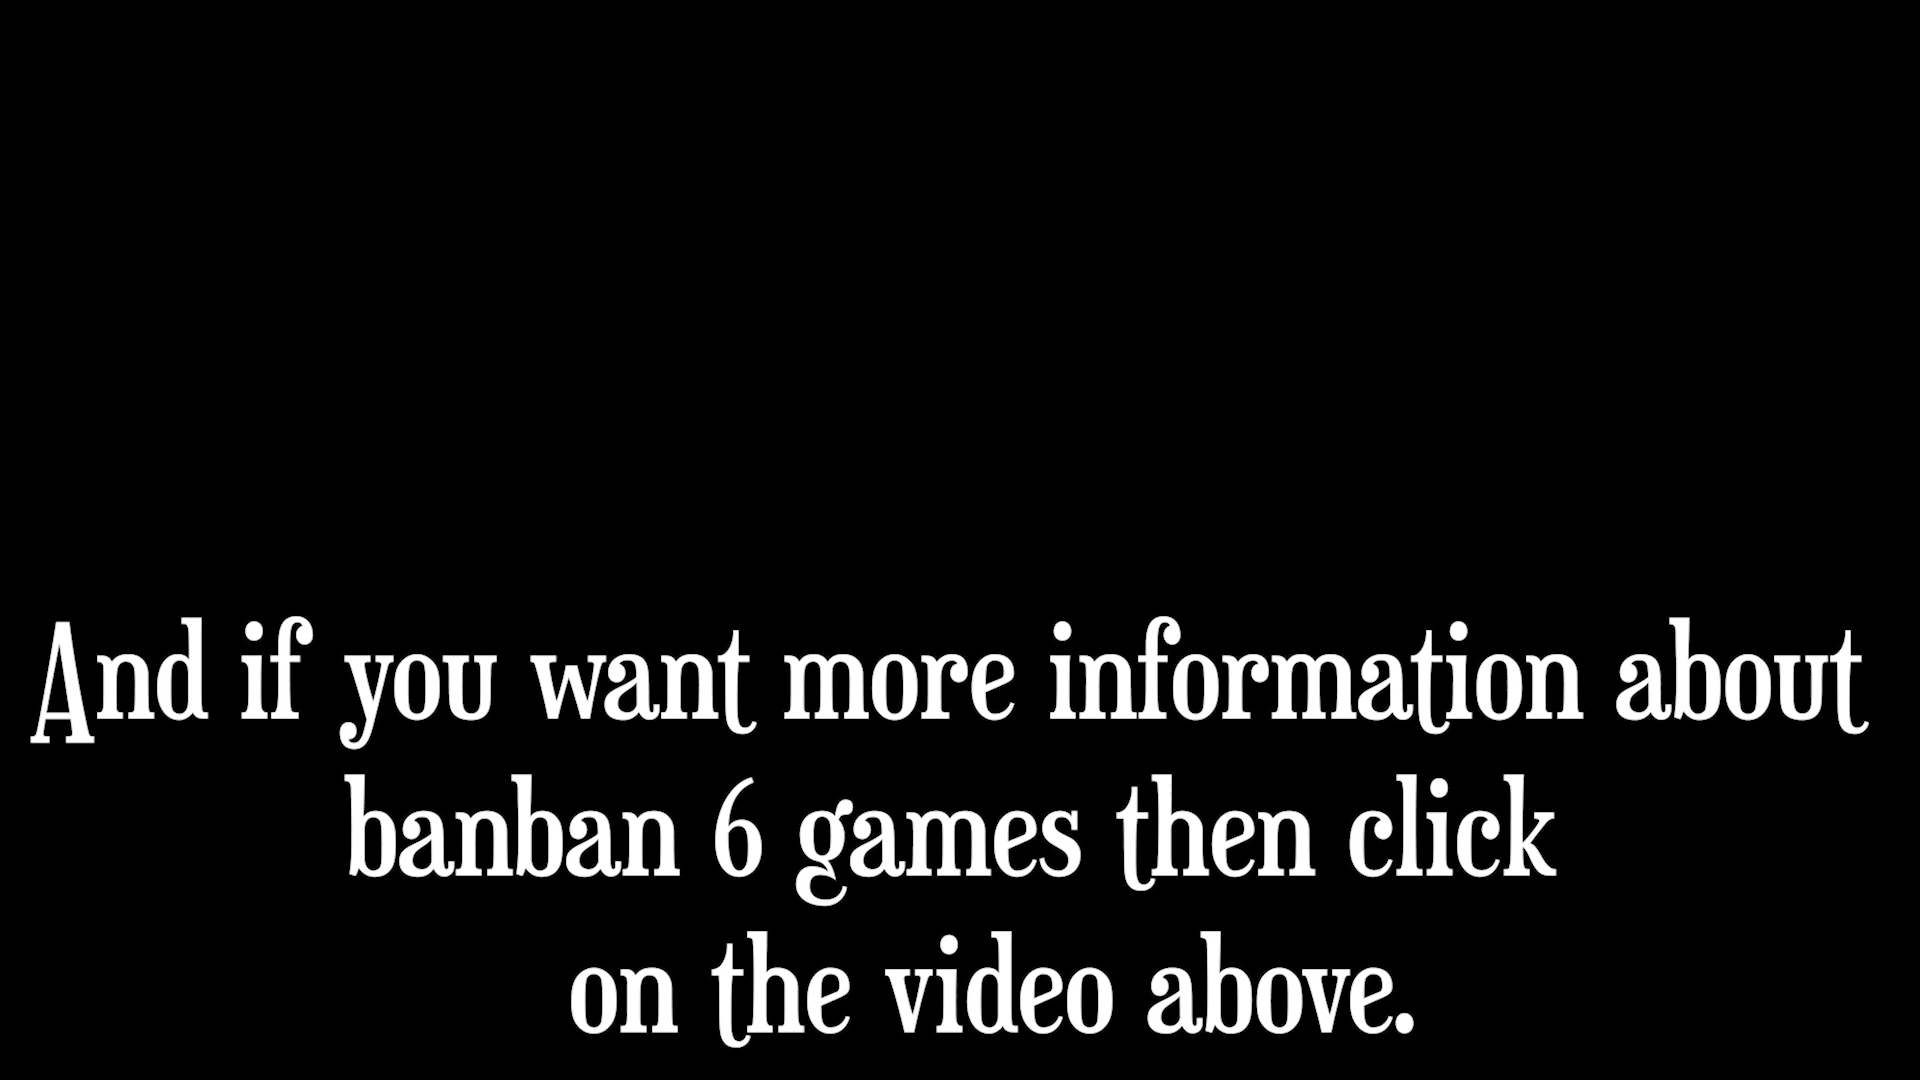 And if you want more information about
banban 6 games then click
on the video above.